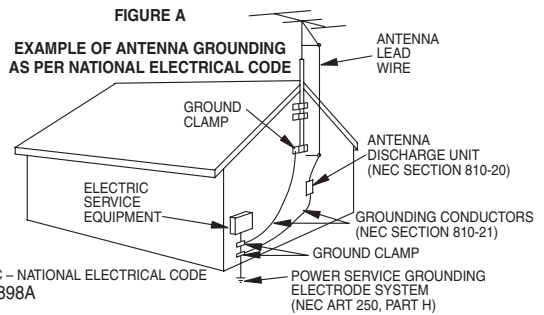 FIGURE A
EXAMPLE OF ANTENNA GROUNDING
AS PER NATIONAL ELECTRICAL CODE
ANTENNA
LEAD
WIRE
GROUND
CLAMP
ANTENNA
DISCHARGE UNIT
(NEC SECTION 810-20)
ELECTRIC
SERVICE
EQUIPMENT
GROUNDING CONDUCTORS
(NEC SECTION 810-21)
GROUND CLAMP
– NATIONAL ELECTRICAL CODE
POWER SERVICE GROUNDING
ELECTRODE SYSTEM
(NEC ART 250, PART H)
898A